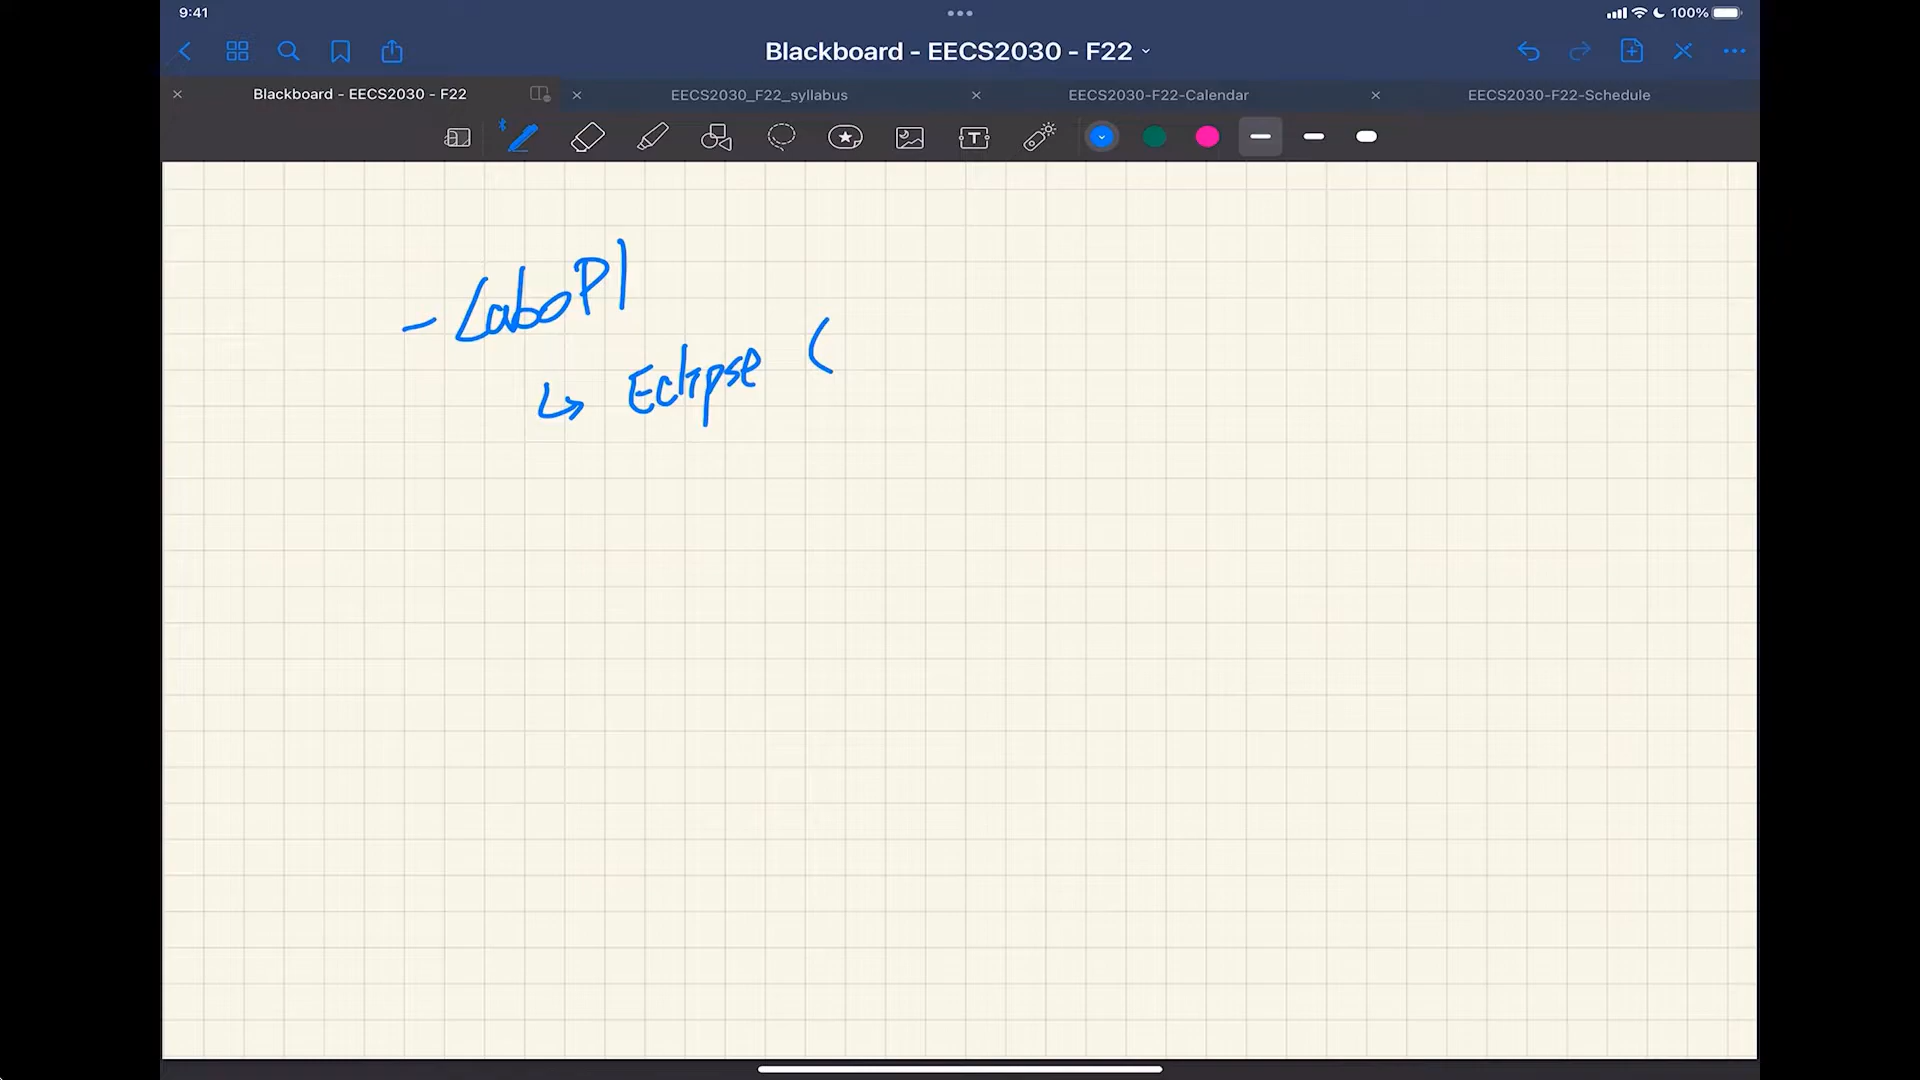 9:41
100%
Blackboard - EECS2030 - F22
Blackboard - EECS2030 - F22
EECS2030_F22_syllabus
EECS2030-F22-Calendar
EECS2030-F22-Schedule
T
- Lab0P1
↳ Eclipse (